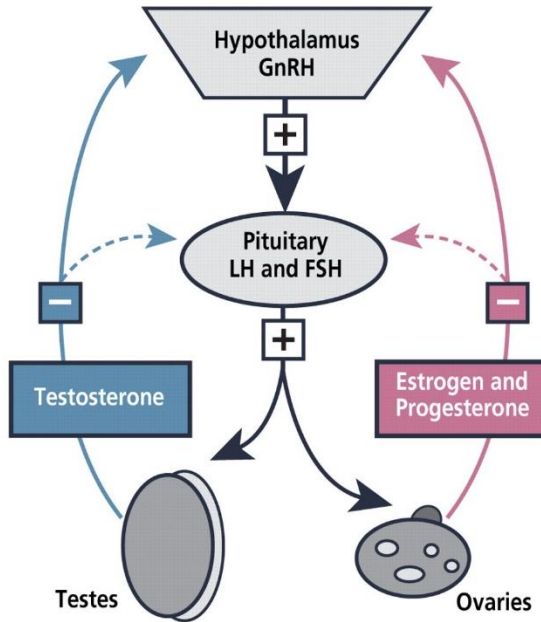 Hypothalamus
GnRH
+
Pituitary
LH and FSH
−
−
+
Testosterone
Estrogen and
Progesterone
Testes
Ovaries